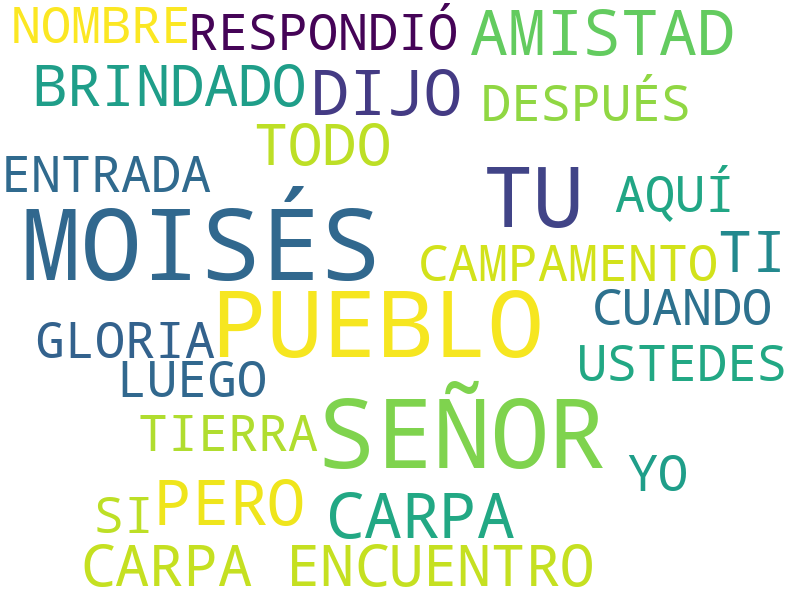 NOMBRE RESPONDIÓ AMISTAD
BRINDADO DIJO DESPUÉS
TODO
ENTRADA TU AQUÍ
MOISÉS CAMPAMENTO TI
PUEBLO CUANDO
GLORIA USTEDES
LUEGO
TIERRA SEÑOR YO
SI PERO CARPA
CARPA ENCUENTRO